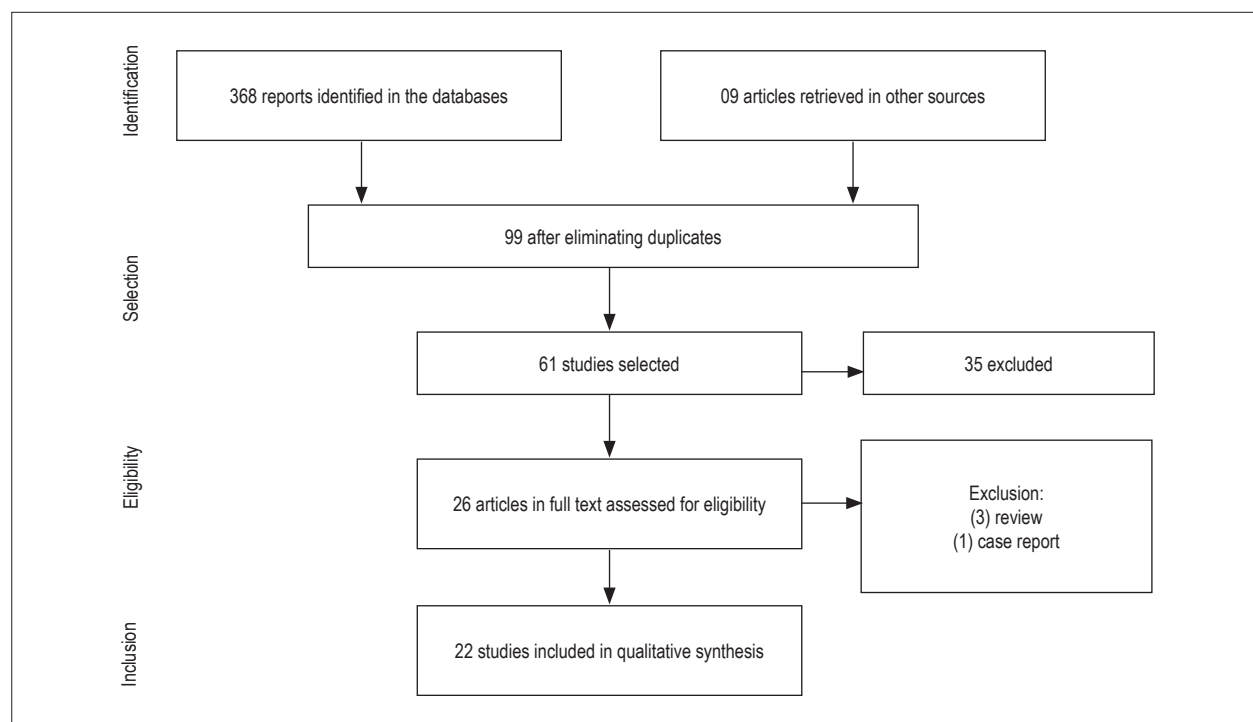 Identification
368 reports identified in the databases
09 articles retrieved in other sources
99 after eliminating duplicates
Selection
61 studies selected
35 excluded
Eligibility
26 articles in full text assessed for eligibility
Exclusion:
(3) review
(1) case report
Inclusion
22 studies included in qualitative synthesis